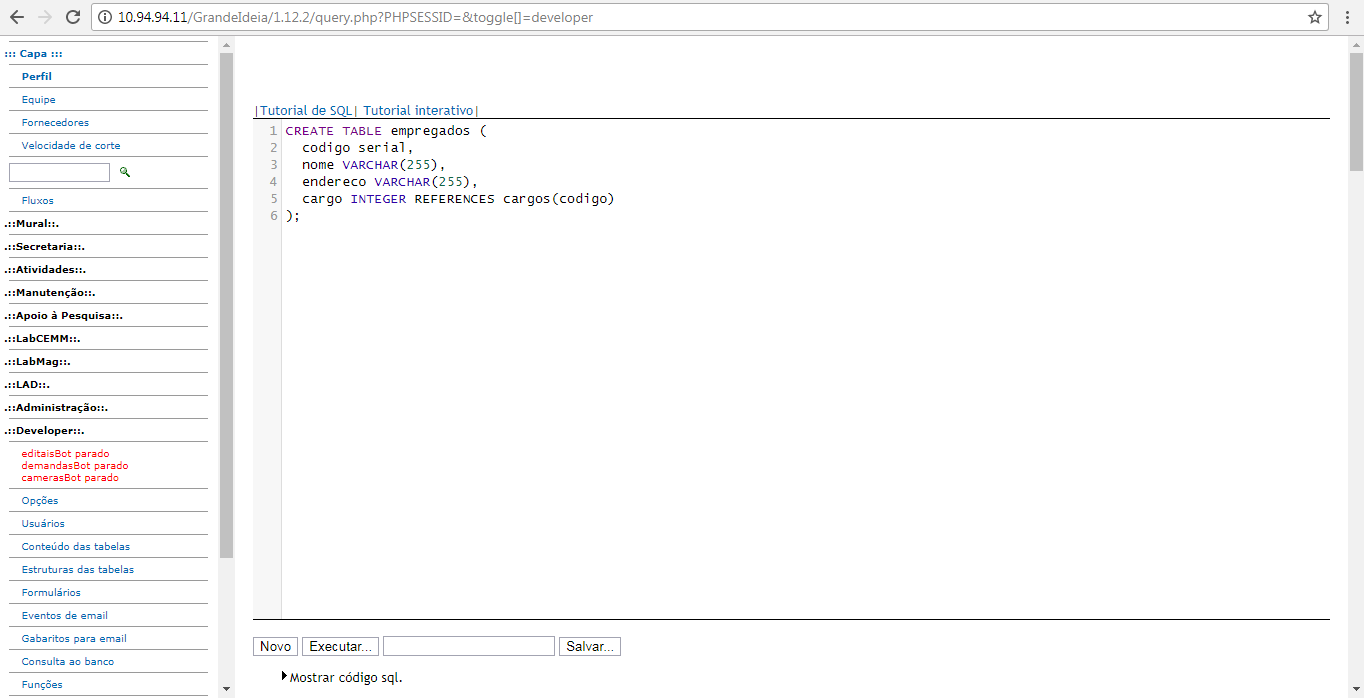 10.94.94.11/GrandeIdeia/1.12.2/query.php?PHPSESSID=&toggle[]=developer
::: Capa :::
Perfil
Equipe
Fornecedores
Velocidade de corte
Fluxos
.::Mural::.
.::Secretaria::.
.::Atividades::.
.::Manutenção::.
.::Apoio à Pesquisa::.
.::LabCEMM::.
.::LabMag::.
.::LAD::.
.::Administração::.
.::Developer::.
editaisBot parado
demandasBot parado
camerasBot parado
Opções
Usuários
Conteúdo das tabelas
Estruturas das tabelas
Formulários
Eventos de email
Gabaritos para email
Consulta ao banco
Funções
|Tutorial de SQL| Tutorial interativo|
1 CREATE TABLE empregados (
2 codigo serial,
3 nome VARCHAR(255),
4 endereco VARCHAR(255),
5 cargo INTEGER REFERENCES cargos(codigo)
6 );
Novo Executar... Salvar...
Mostrar código sql.